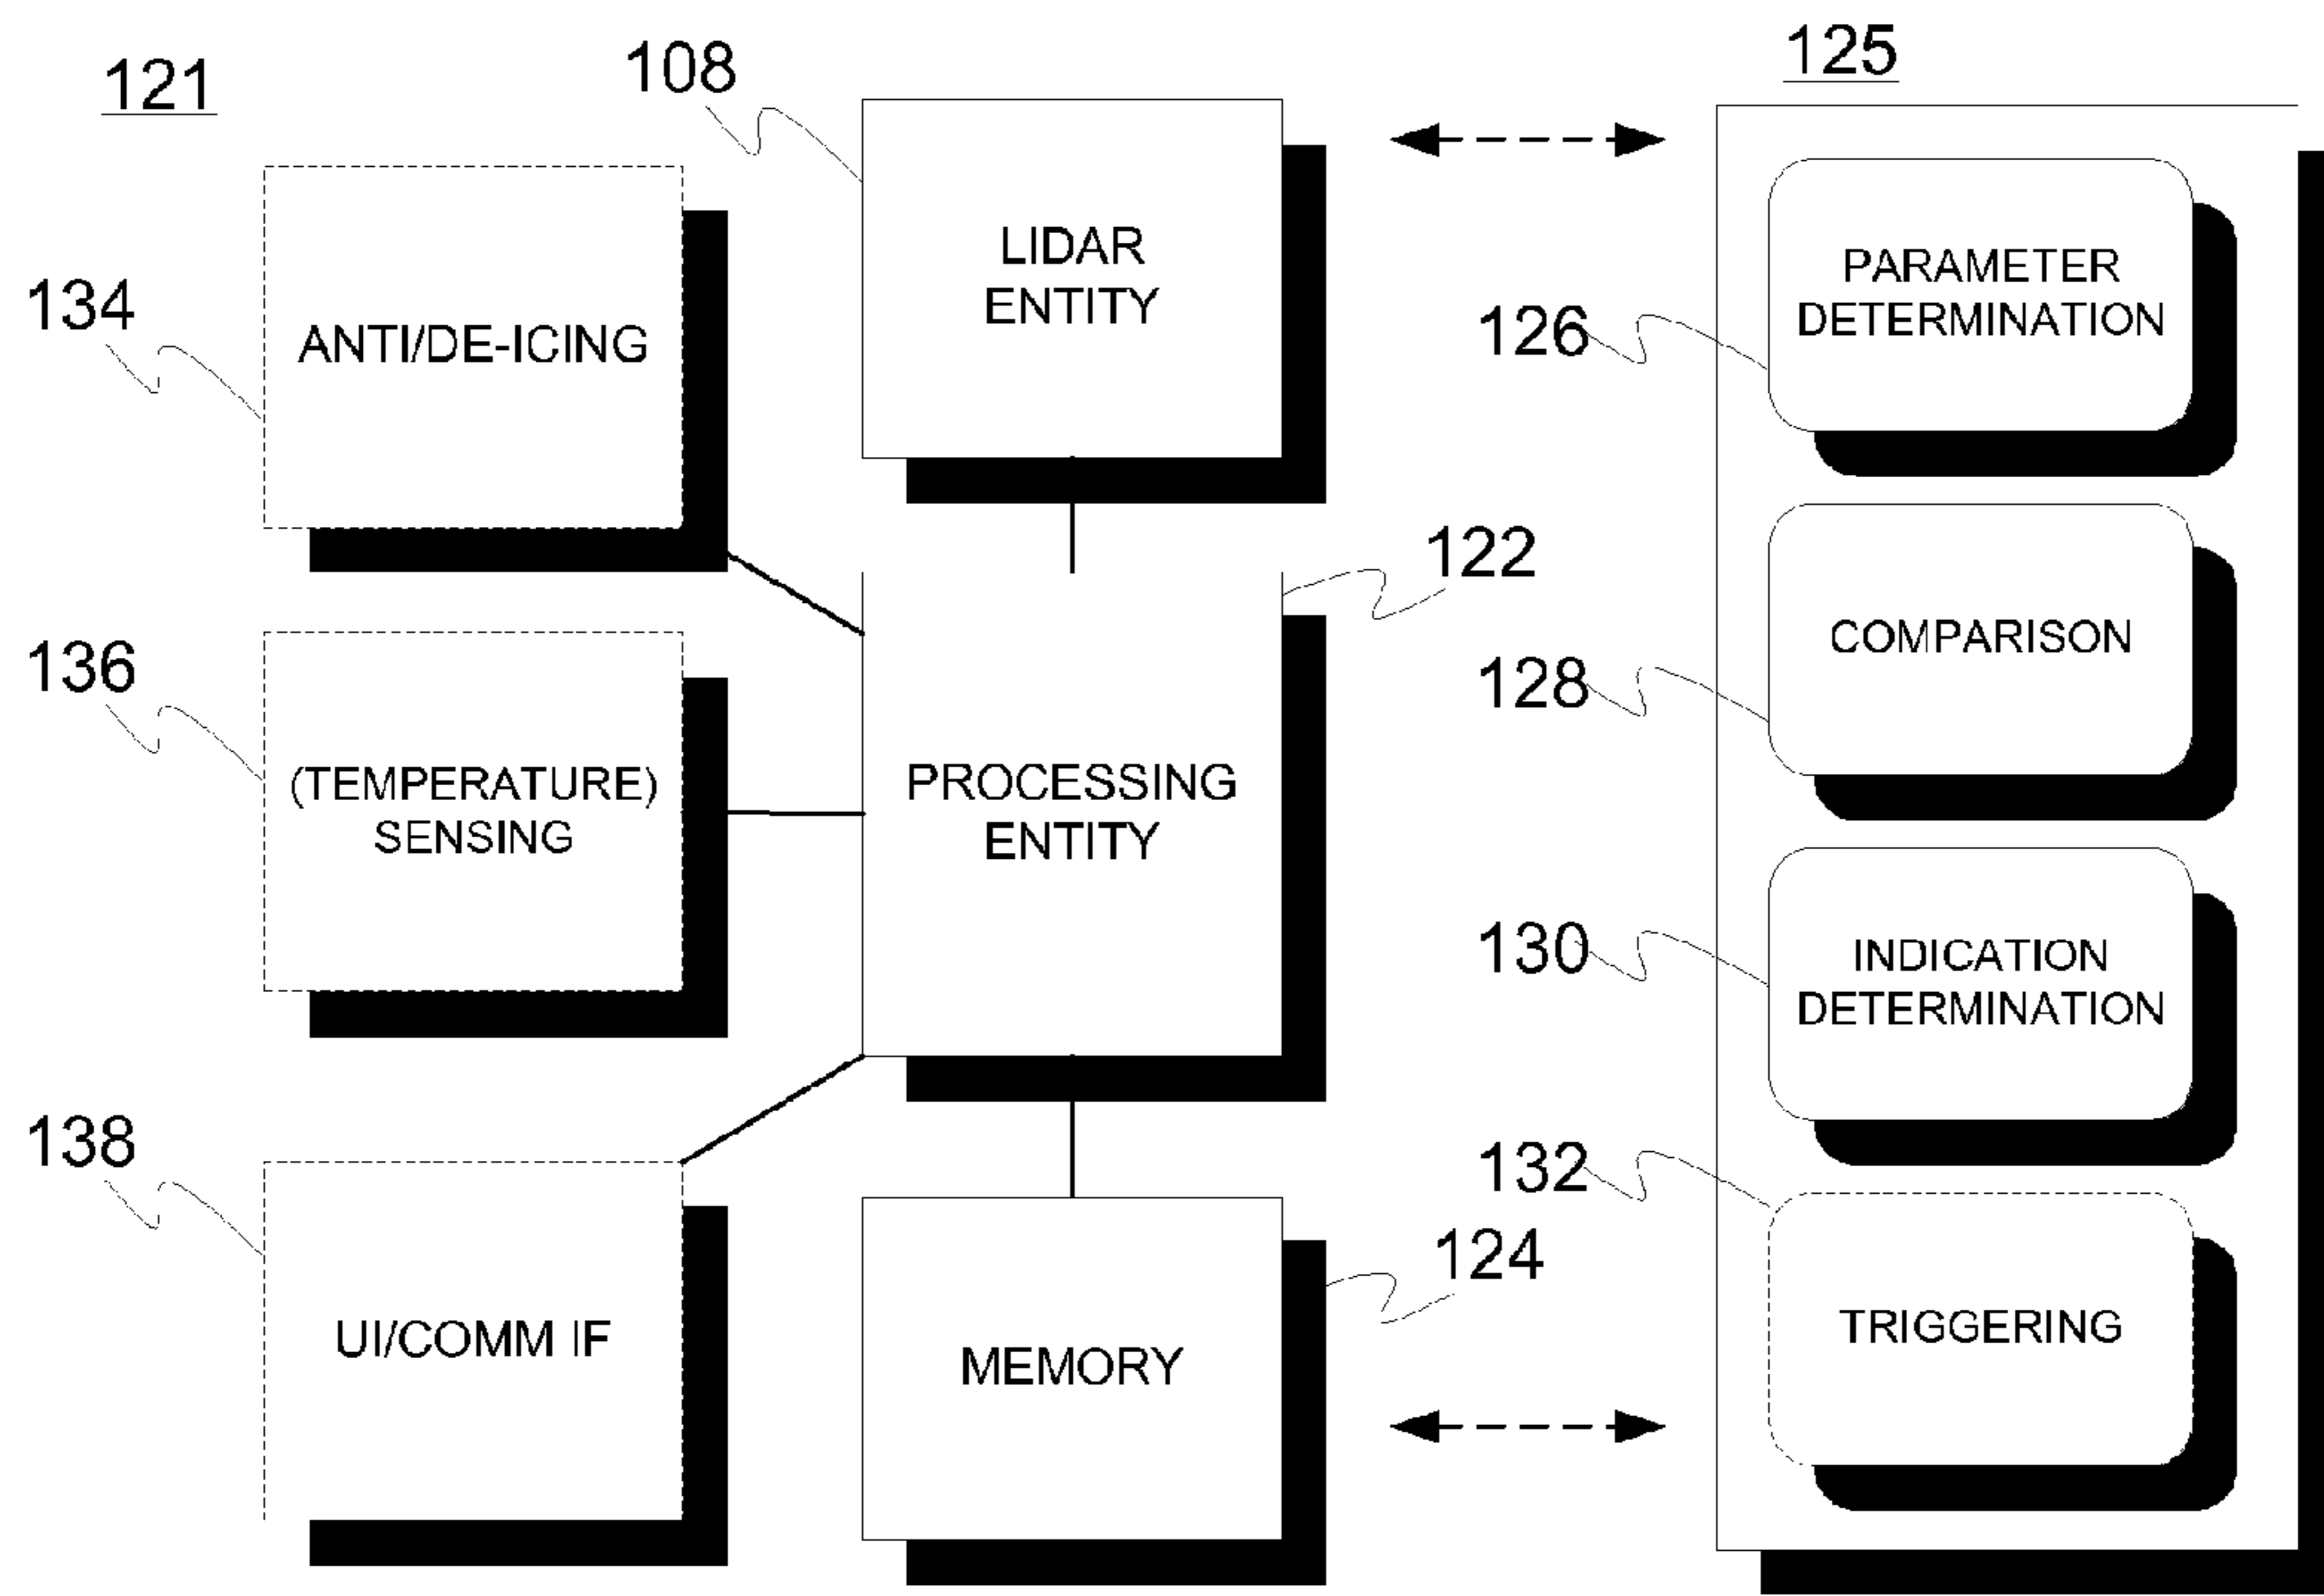 121
108
125
LIDAR
ENTITY
134
ANTI/DE-ICING
126
PARAMETER
DETERMINATION
122
136
(TEMPERATURE)
SENSING
PROCESSING
ENTITY
128
COMPARISON
130
INDICATION
DETERMINATION
138
UI/COMM IF
124
MEMORY
132
TRIGGERING